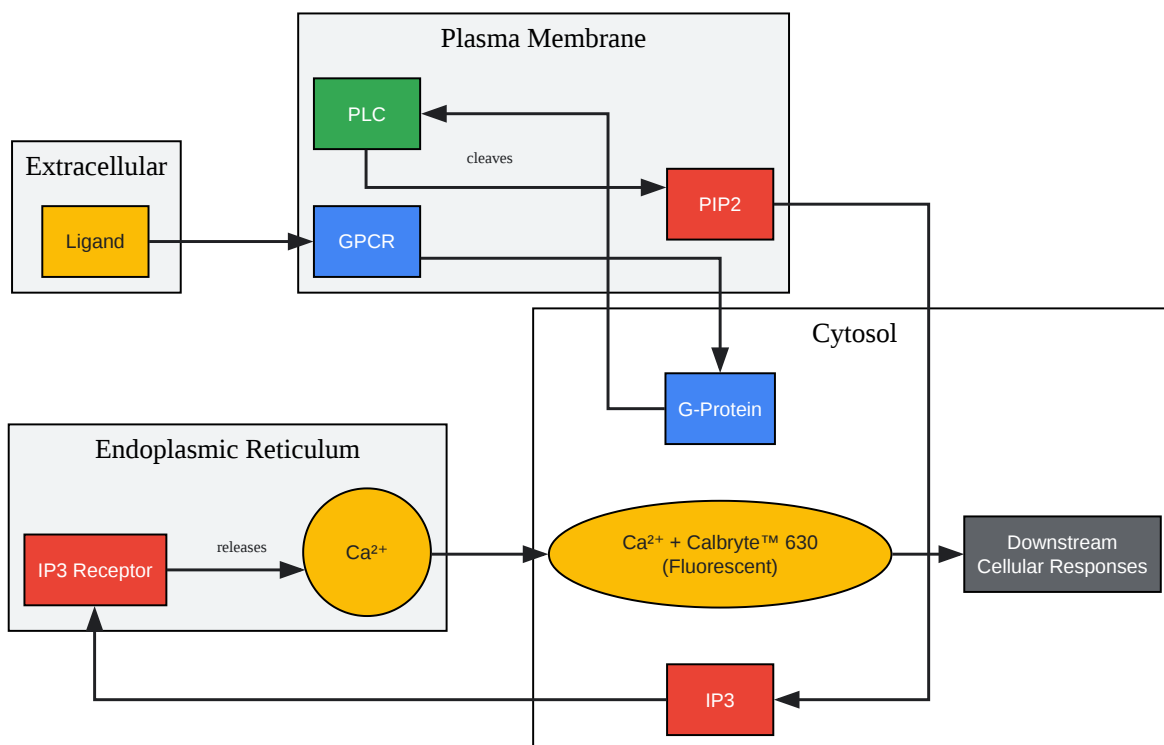 Plasma Membrane
PLC
cleaves
Extracellular
PIP2
Ligand
GPCR
Cytosol
G-Protein
Endoplasmic Reticulum
IP3 Receptor
releases
Ca²⁺
Ca²⁺ + Calbryte™ 630
(Fluorescent)
Downstream
Cellular Responses
IP3